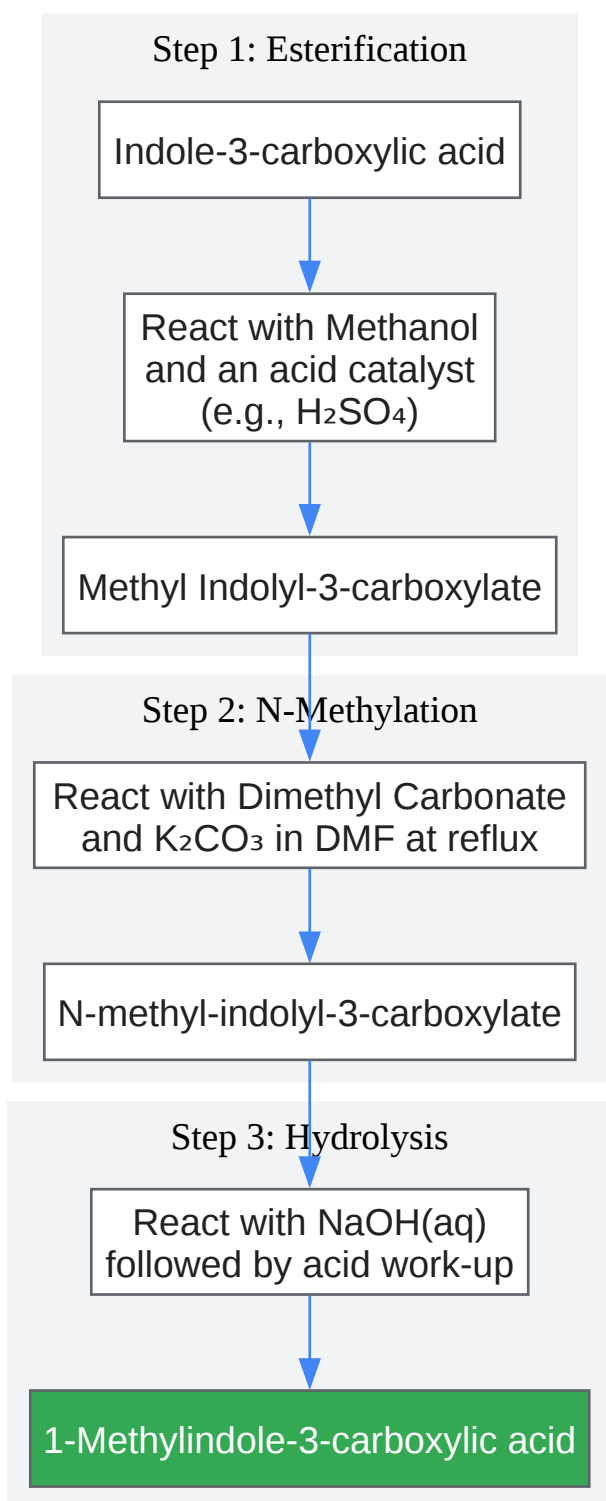 Step 1: Esterification
Indole-3-carboxylic acid
React with Methanol
and an acid catalyst
(e.g., H₂SO₄)
Methyl Indolyl-3-carboxylate
Step 2: N-Methylation
React with Dimethyl Carbonate
and K₂CO₃ in DMF at reflux
N-methyl-indolyl-3-carboxylate
Step 3: Hydrolysis
React with NaOH(aq)
followed by acid work-up
1-Methylindole-3-carboxylic acid